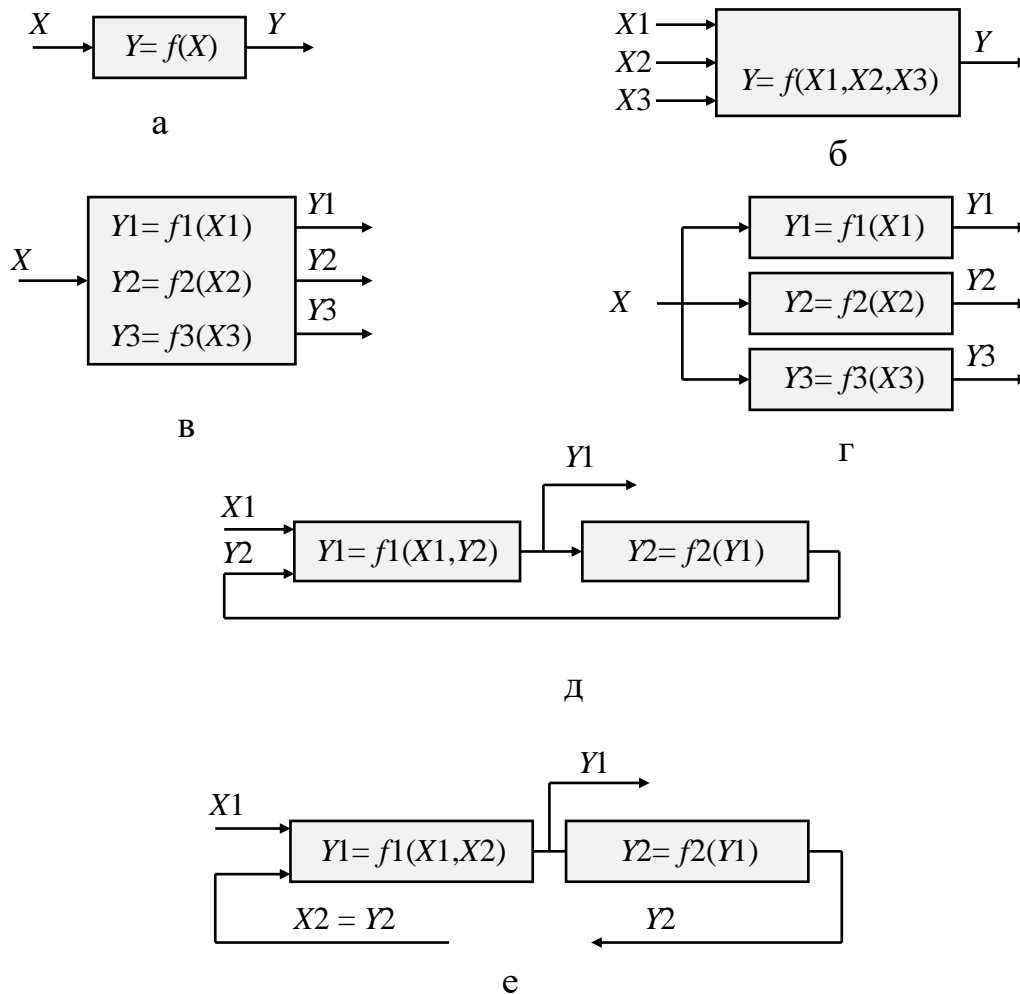 X
Y= f(X)
Y
а
X1
X2
X3
Y= f(X1,X2,X3)
Y
б
X
Y1= f1(X1)
Y2= f2(X2)
Y3= f3(X3)
Y1
Y2
Y3
в
X
Y1= f1(X1)
Y2= f2(X2)
Y3= f3(X3)
Y1
Y2
Y3
г
X1
Y2
Y1= f1(X1,Y2)
Y1
Y2= f2(Y1)
д
X1
Y1= f1(X1,X2)
Y1
Y2= f2(Y1)
X2 = Y2
Y2
е